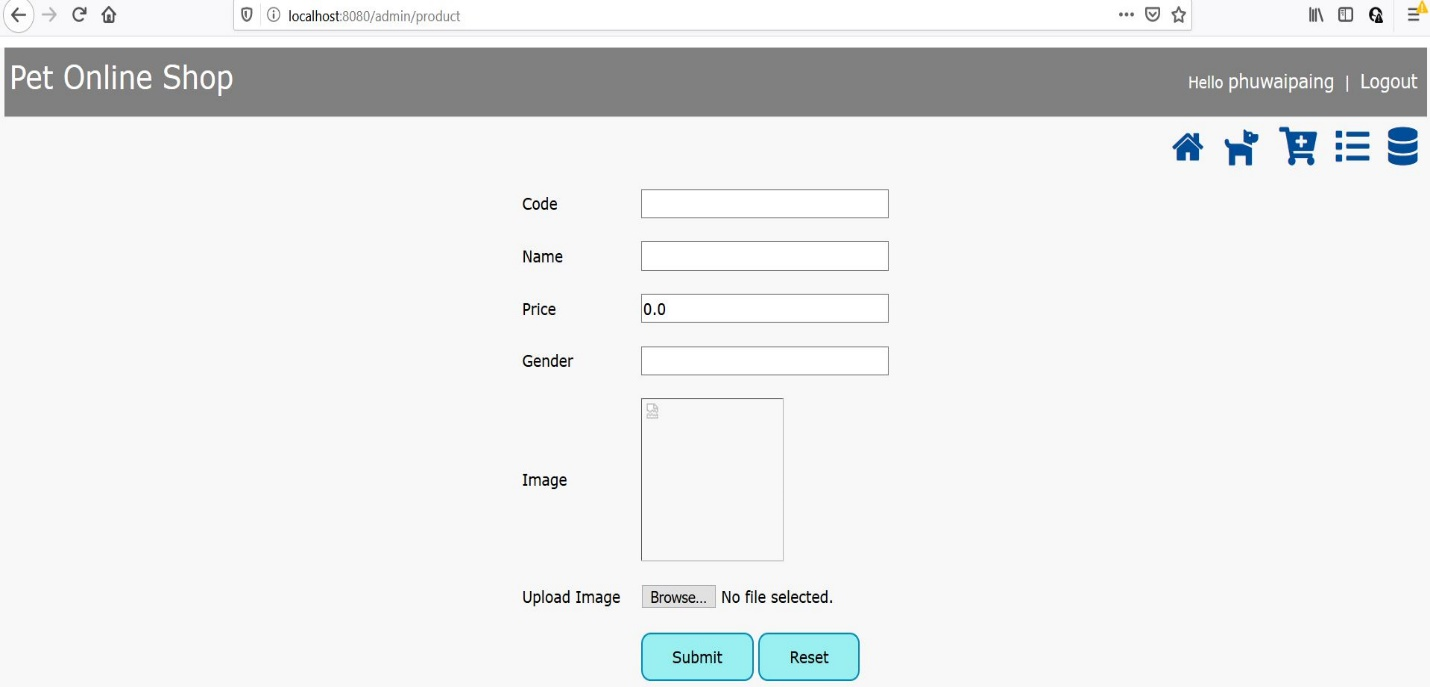 localhost:8080/admin/product
Pet Online Shop
Hello phuwaipaing | Logout
Code
Name
Price 0.0
Gender
Image
Upload Image Browse... No file selected.
Submit Reset